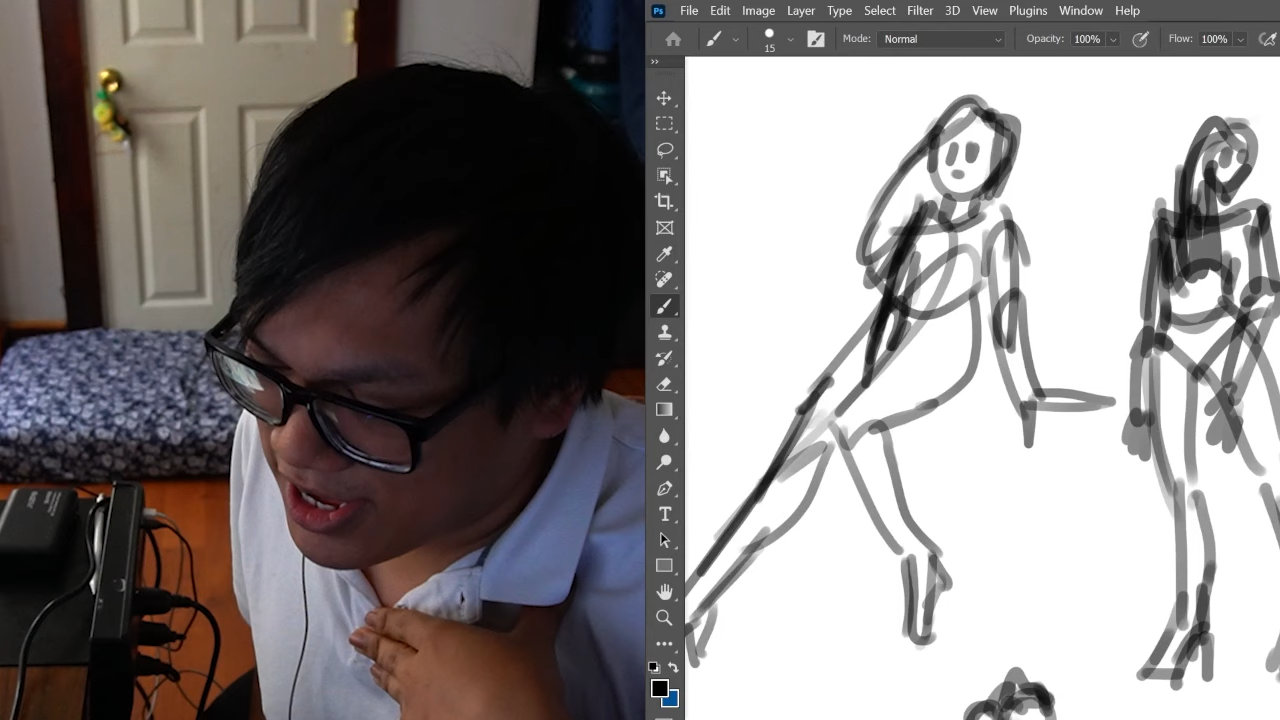 Ps File Edit Image Layer Type Select Filter 3D View Plugins Window Help
15 Mode: Normal Opacity: 100% Flow: 100%